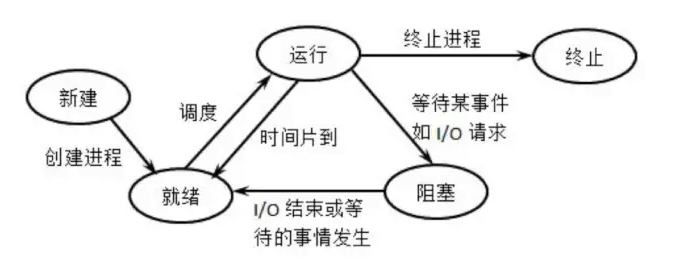 运行
终止进程
终止
新建
调度
等待某事件
如 I/O 请求
时间片到
创建进程
就绪
阻塞
I/O 结束或等
待的事情发生